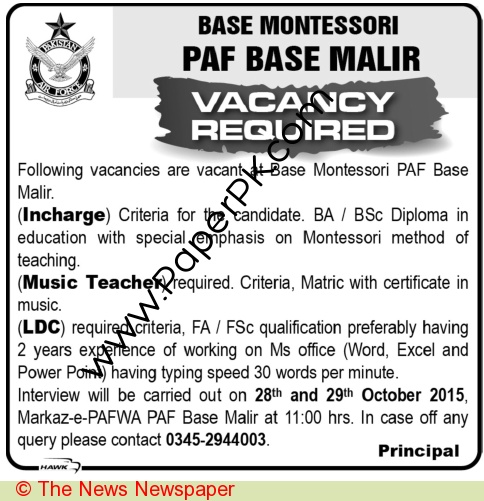 BASE MONTESSORI
PAF BASE MALIR
PAKISTAN
AIR FORCE
VACANCY
REQUIRED
Following vacancies are vacant at Base Montessori PAF Base
Malir.
(Incharge) Criteria for the candidate. BA / BSc Diploma in
education with special emphasis on Montessori method of
teaching.
(Music Teacher) required. Criteria, Matric with certificate in
music.
(LDC) required criteria, FA / FSc qualification preferably having
2 years experience of working on Ms office (Word, Excel and
Power Point) having typing speed 30 words per minute.
Interview will be carried out on 28th and 29th October 2015,
Markaz-e-PAFWA PAF Base Malir at 11:00 hrs. In case off any
query please contact 0345-2944003.
Principal
HAWK
www.PaperPK.com
© The News Newspaper